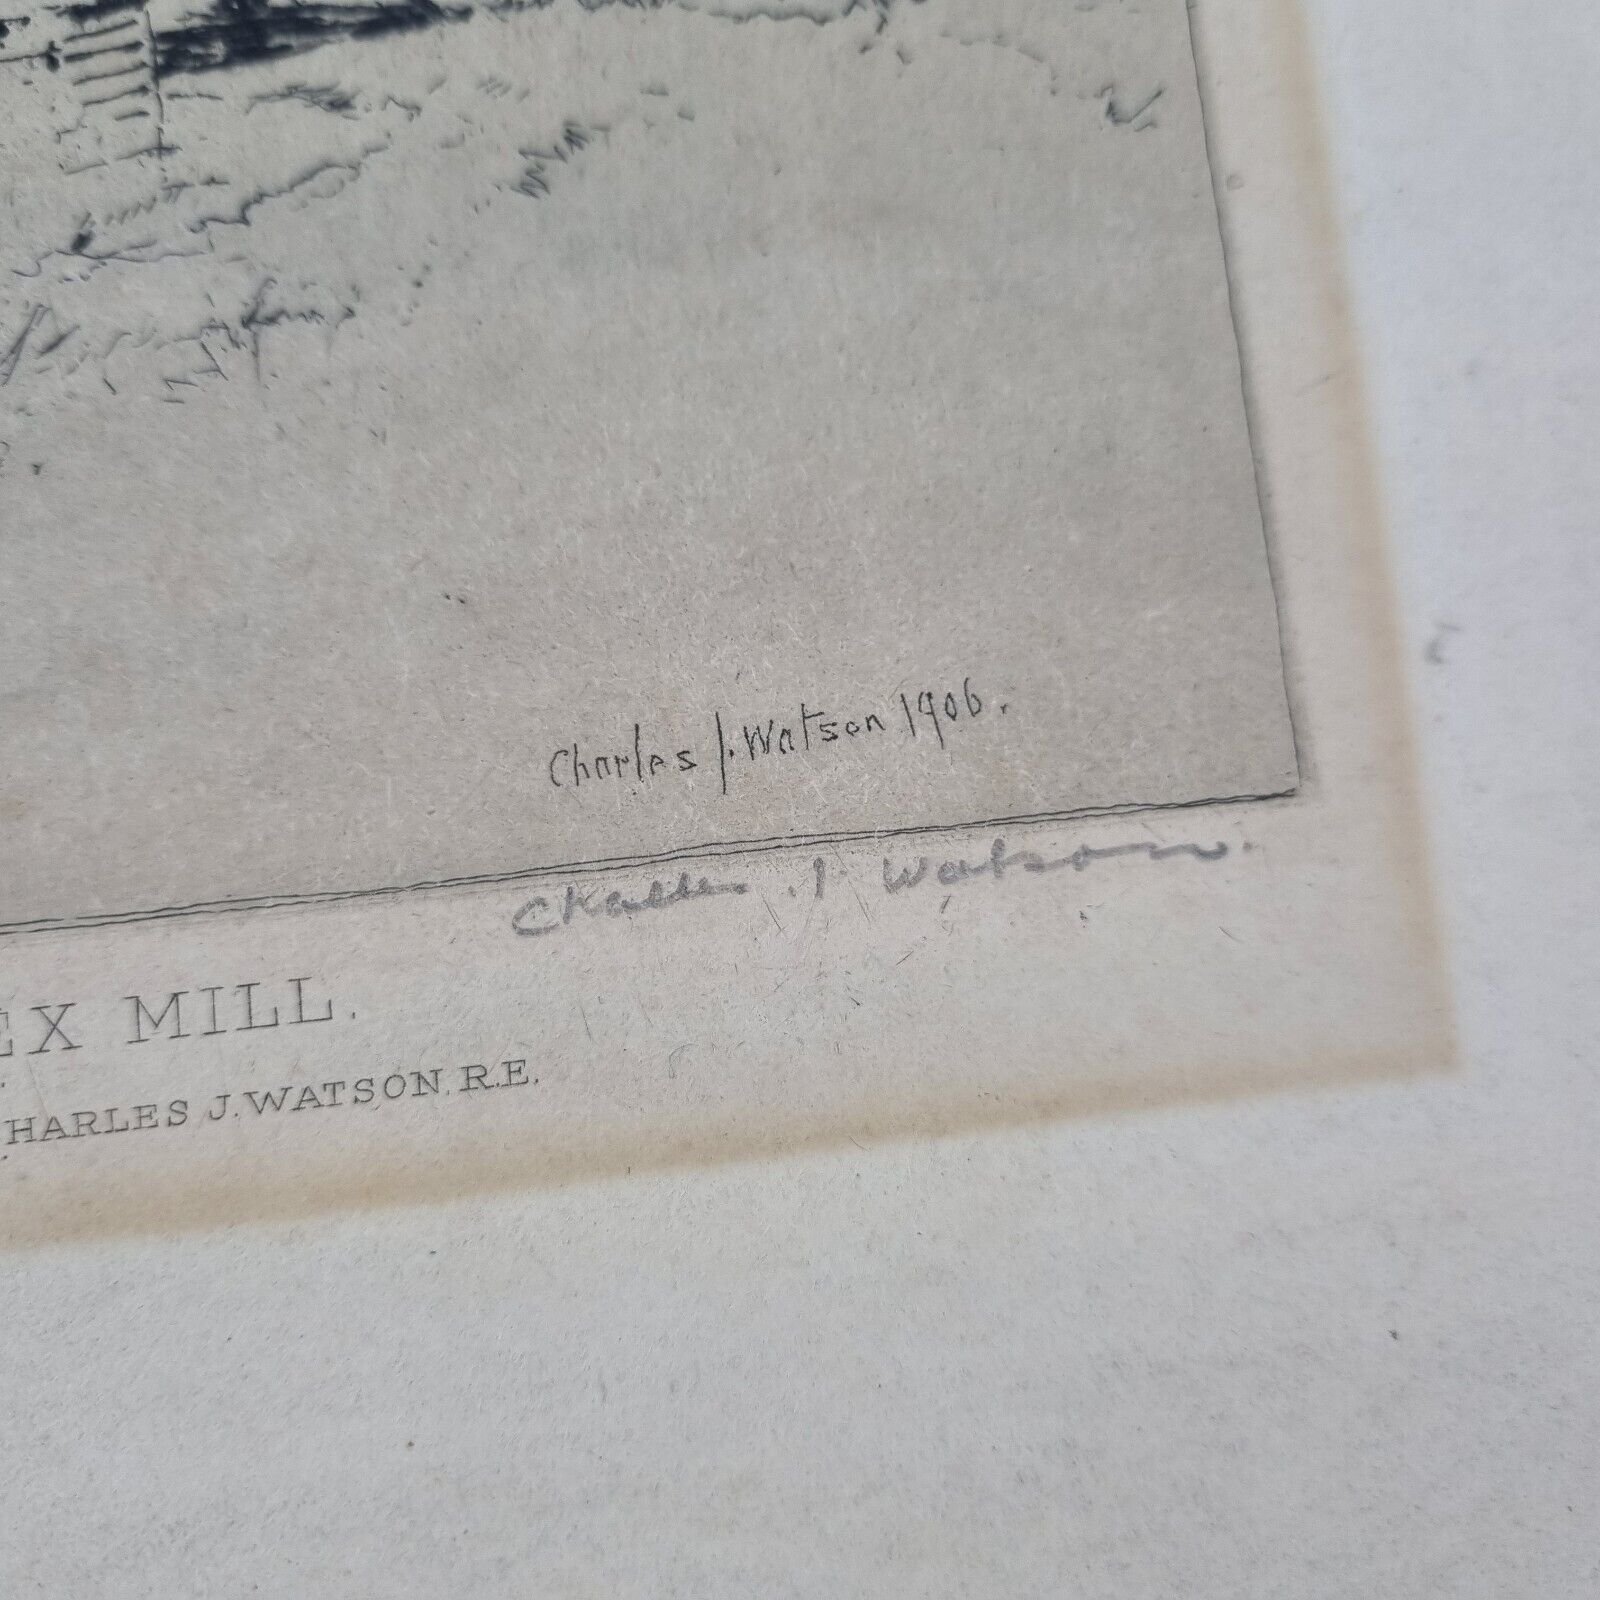 Charles J. Watson 1906.
Charles J. Watson.
EX MILL.
HARLES J. WATSON, R.E.